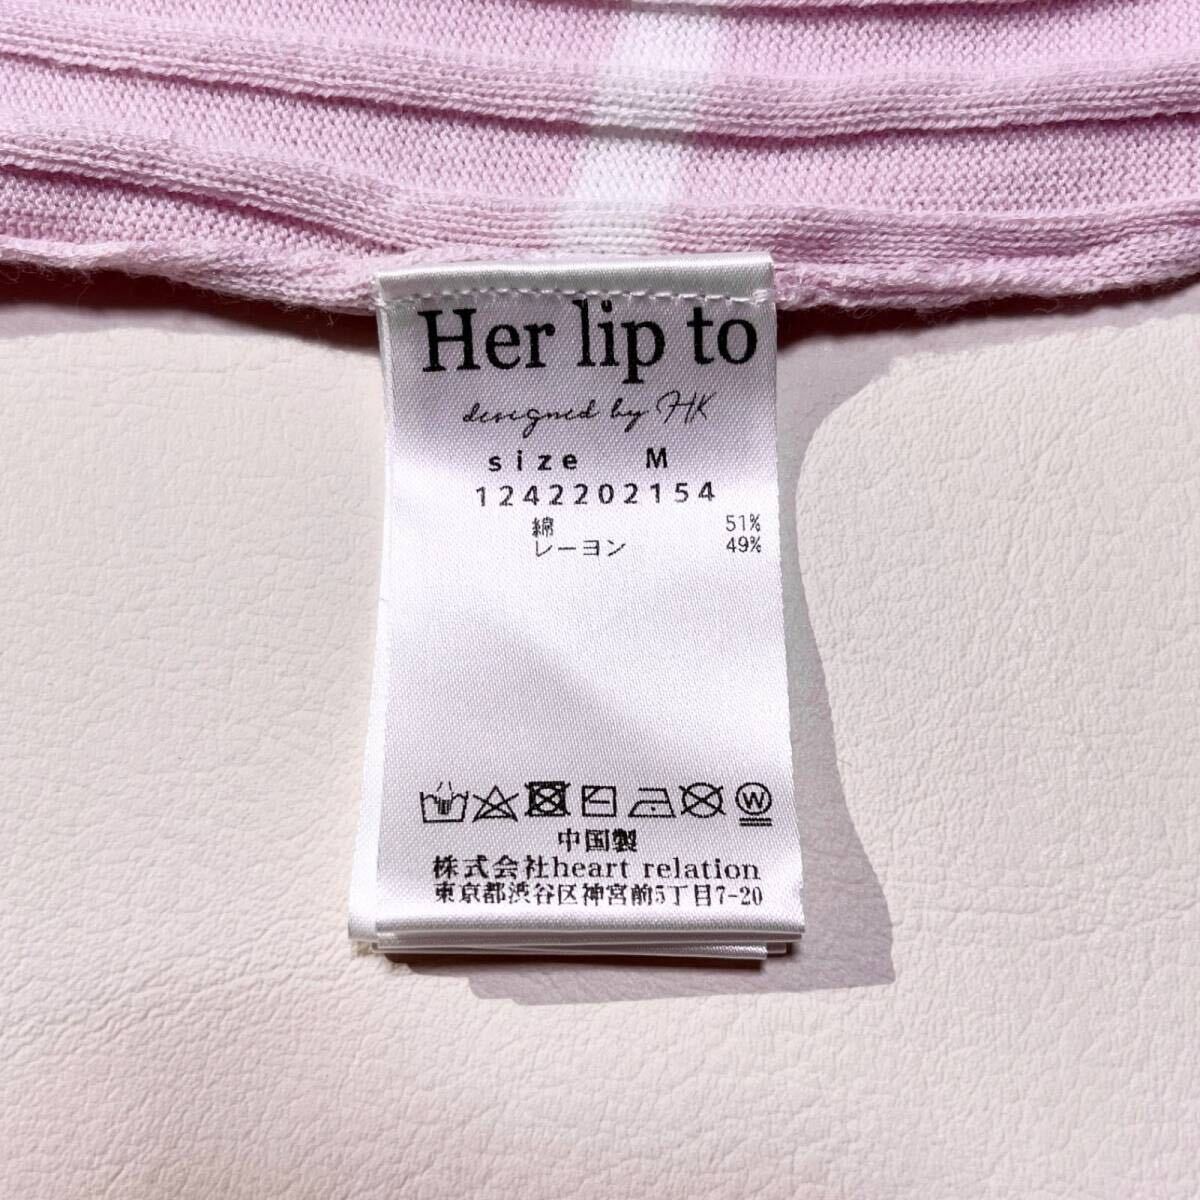 Her lip to
designed by HK
size M
1242202154
綿 51%
レーヨン 49%
W
中国製
株式会社heart relation
東京都渋谷区神宮前5丁目7-20